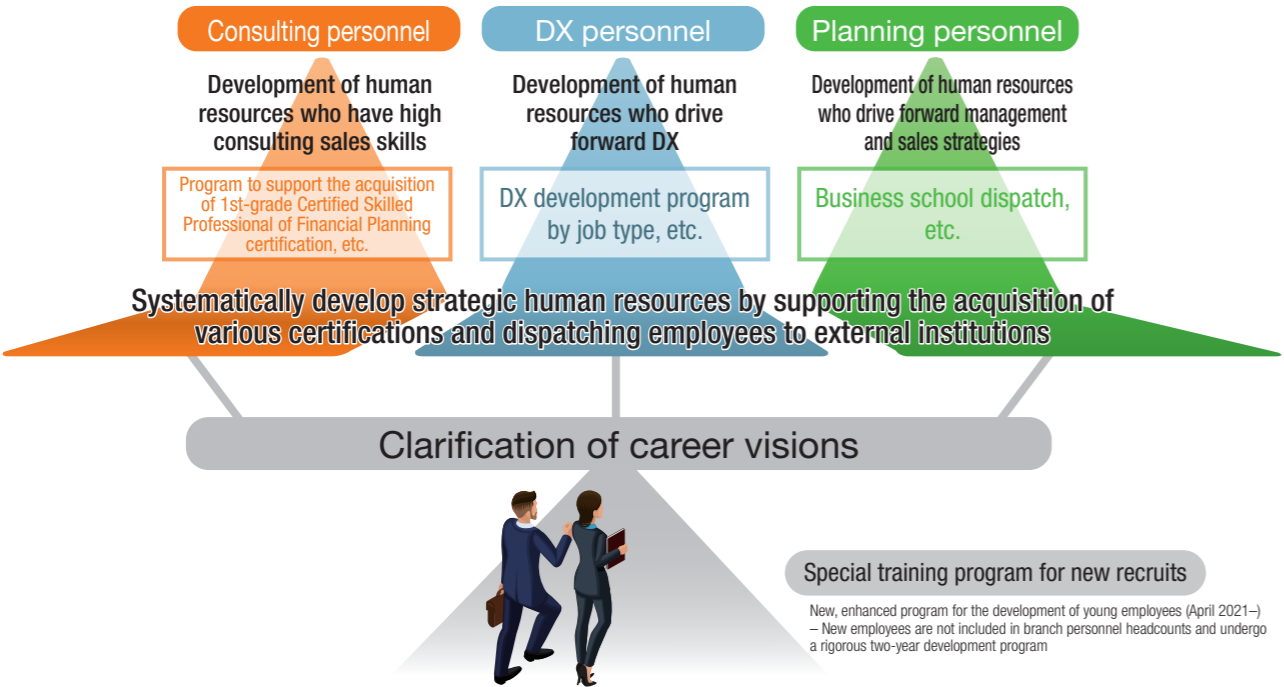 Consulting personnel
Development of human
resources who have high
consulting sales skills
Program to support the acquisition
of 1st-grade Certified Skilled
Professional of Financial Planning
certification, etc.
DX personnel
Development of human
resources who drive
forward DX
DX development program
by job type, etc.
Planning personnel
Development of human resources
who drive forward management
and sales strategies
Business school dispatch,
etc.
Systematically develop strategic human resources by supporting the acquisition of
various certifications and dispatching employees to external institutions
Clarification of career visions
Special training program for new recruits
New, enhanced program for the development of young employees (April 2021–)
– New employees are not included in branch personnel headcounts and undergo
a rigorous two-year development program